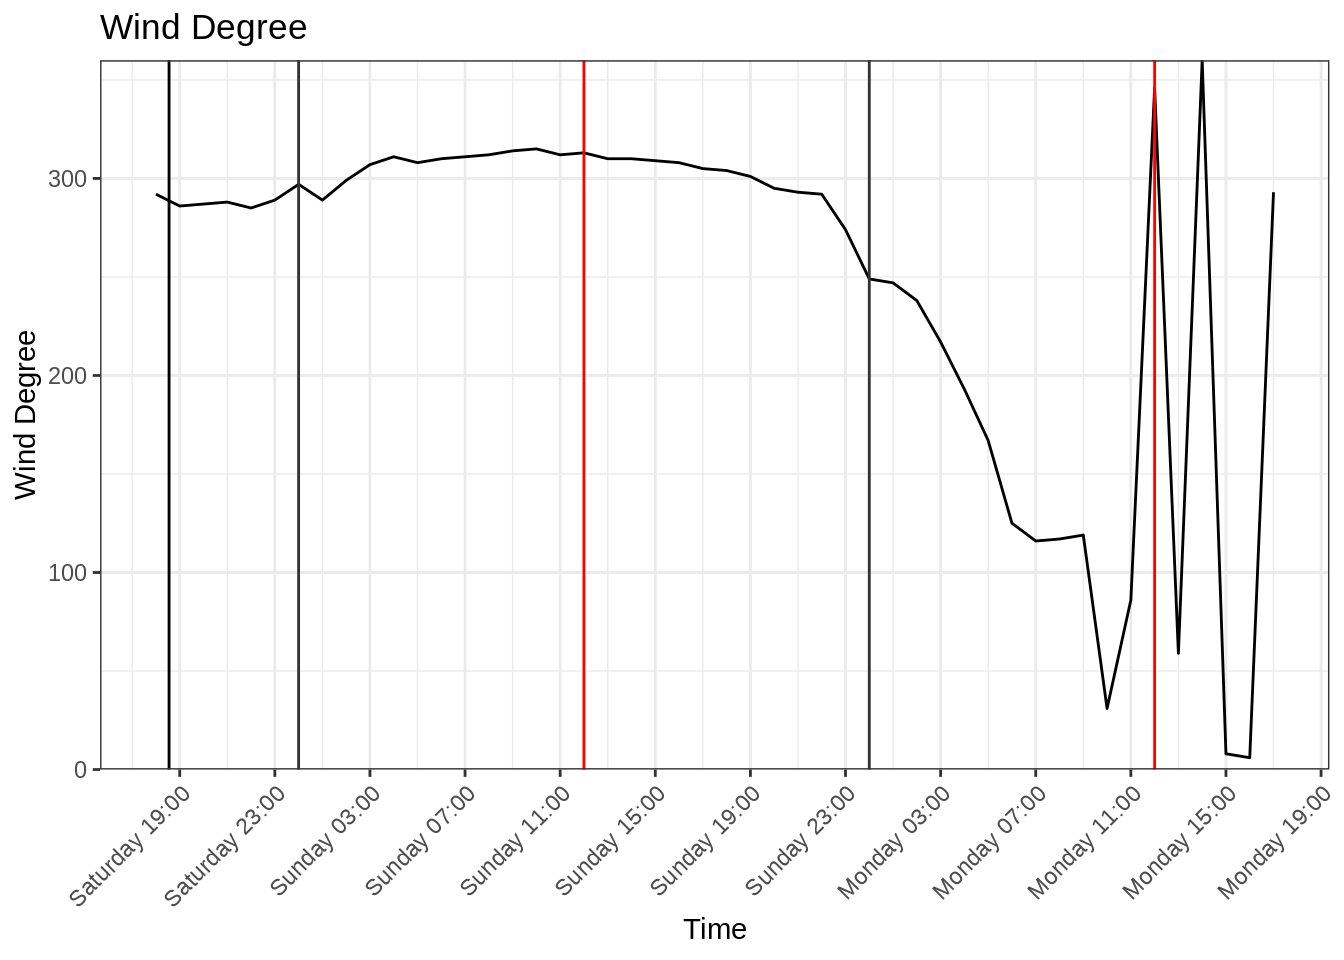 Wind Degree
Wind Degree
300
200
100
0
Saturday 19:00
Saturday 23:00
Sunday 03:00
Sunday 07:00
Sunday 11:00
Sunday 15:00
Sunday 19:00
Sunday 23:00
Monday 03:00
Monday 07:00
Monday 11:00
Monday 15:00
Monday 19:00
Time